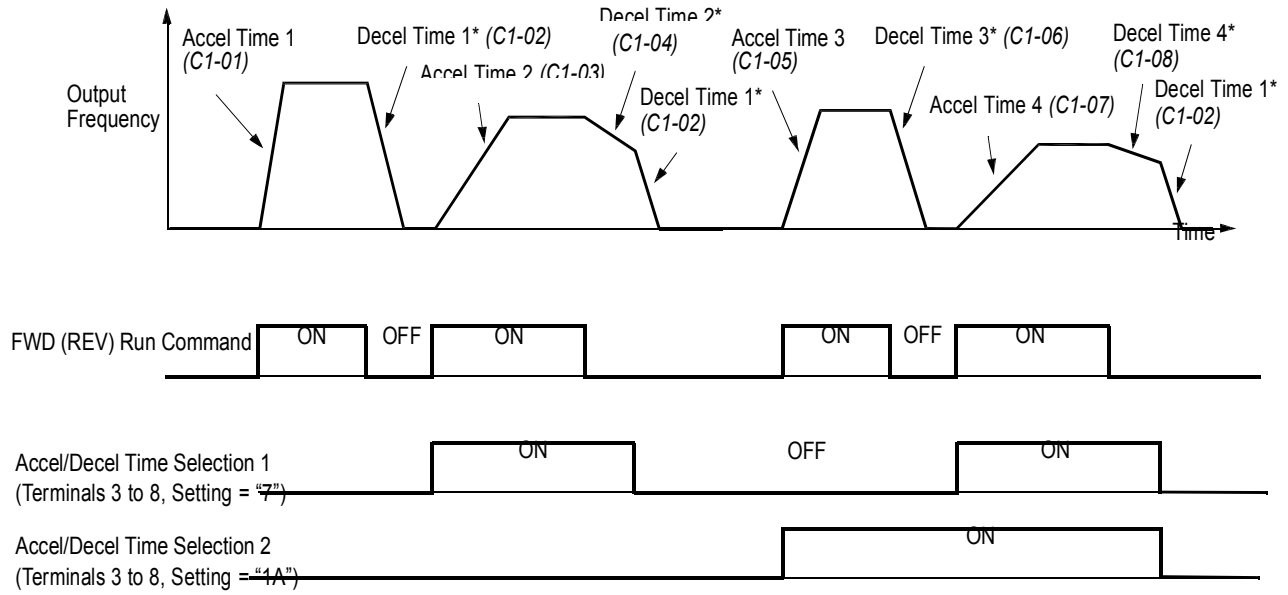 Accel Time 1
(C1-01)
Decel Time 1* (C1-02)
Accel Time 2 (C1-03)
Decel Time 2*
(C1-04)
Decel Time 1*
(C1-02)
Accel Time 3
(C1-05)
Decel Time 3* (C1-06)
Accel Time 4 (C1-07)
Decel Time 4*
(C1-08)
Decel Time 1*
(C1-02)
Output
Frequency
Time
FWD (REV) Run Command
ON
OFF
ON
ON
OFF
ON
Accel/Decel Time Selection 1
(Terminals 3 to 8, Setting = “7”)
ON
OFF
ON
Accel/Decel Time Selection 2
(Terminals 3 to 8, Setting = “1A”)
ON